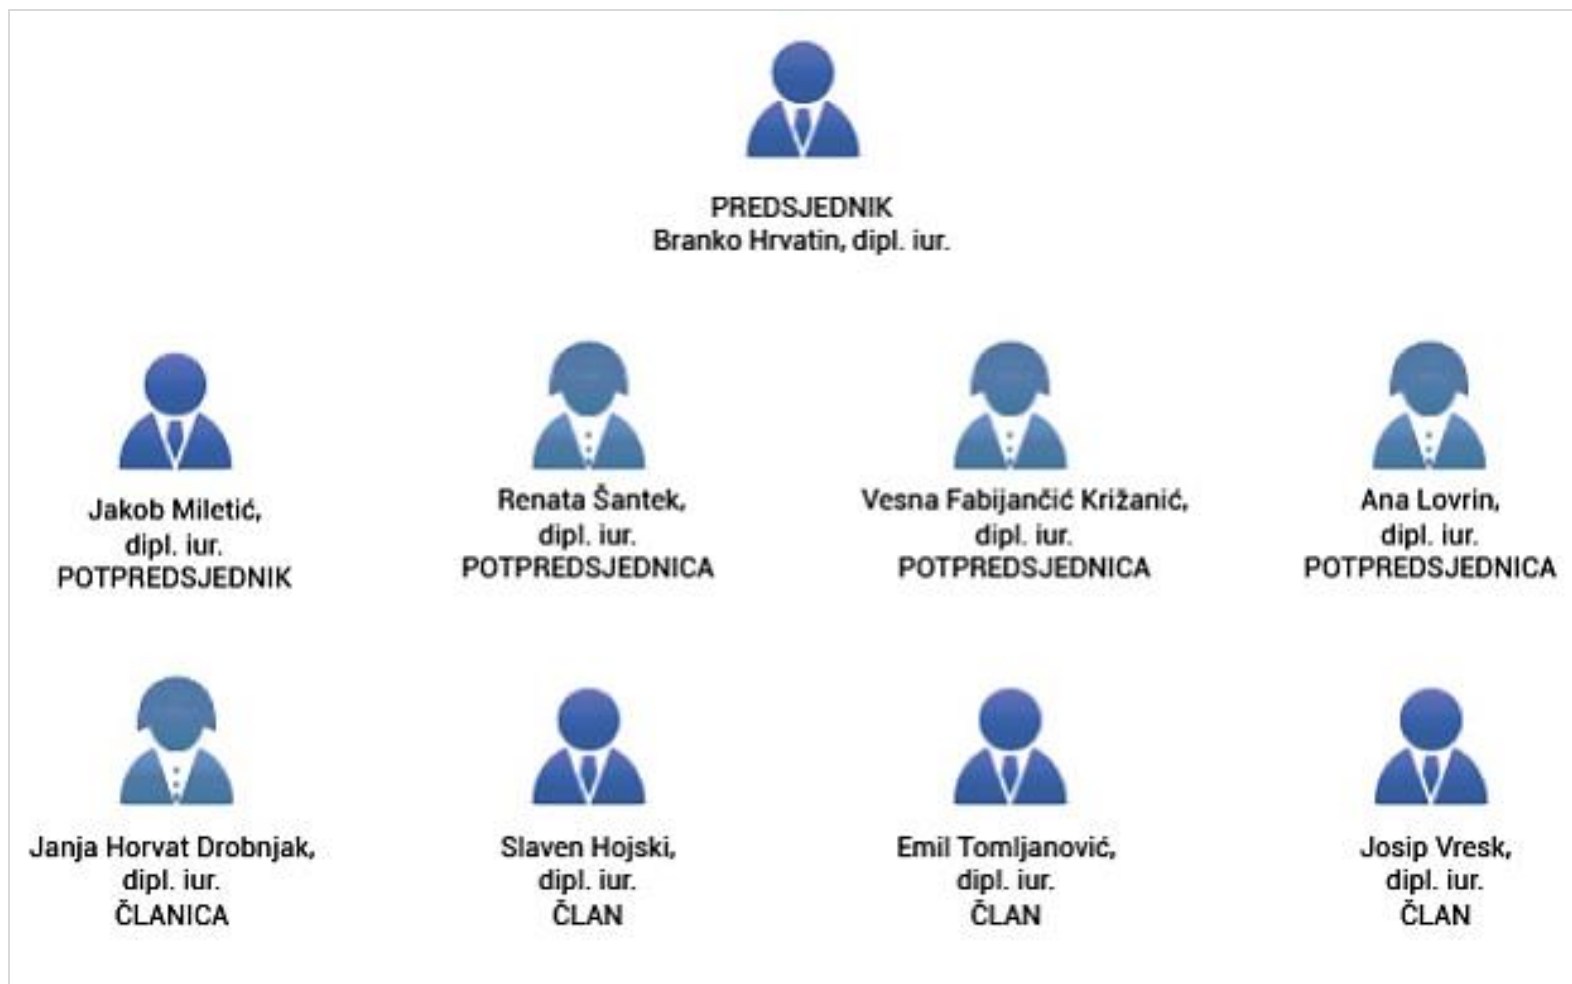 PREDSJEDNIK
Branko Hrvatin, dipl. iur.
Jakob Miletić,
dipl. iur.
POTPREDSJEDNIK
Renata Šantek,
dipl. iur.
POTPREDSJEDNICA
Vesna Fabijančić Križanić,
dipl. iur.
POTPREDSJEDNICA
Ana Lovrin,
dipl. iur.
POTPREDSJEDNICA
Janja Horvat Drobnjak,
dipl. iur.
ČLANICA
Slaven Hojski,
dipl. iur.
ČLAN
Emil Tomljanović,
dipl. iur.
ČLAN
Josip Vresk,
dipl. iur.
ČLAN